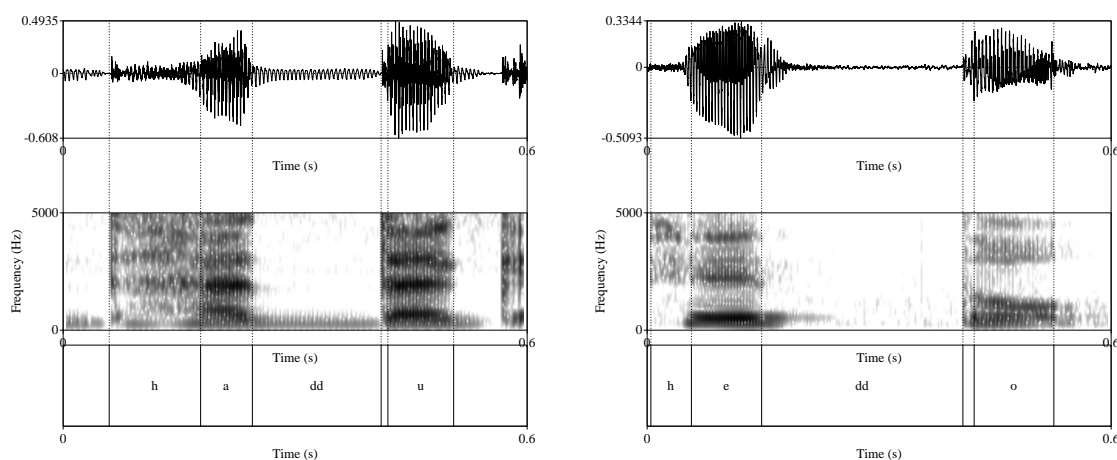 0.4935
0
-0.608
0 0.6
Time (s)
5000
Frequency (Hz)
0
0 0.6
Time (s)
h a dd u
0 0.6
Time (s)
0.3344
0
-0.5093
0 0.6
Time (s)
5000
Frequency (Hz)
0
0 0.6
Time (s)
h e dd o
0 0.6
Time (s)